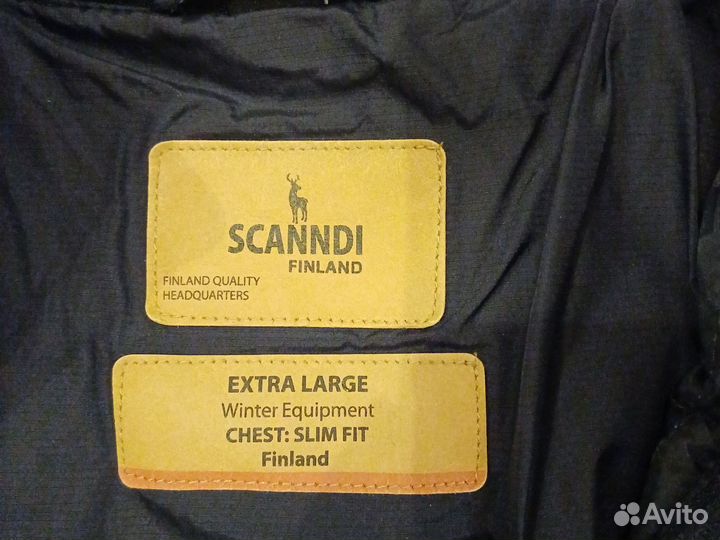 SCANNDI
FINLAND
FINLAND QUALITY
HEADQUARTERS
EXTRA LARGE
Winter Equipment
CHEST: SLIM FIT
Finland
Avito